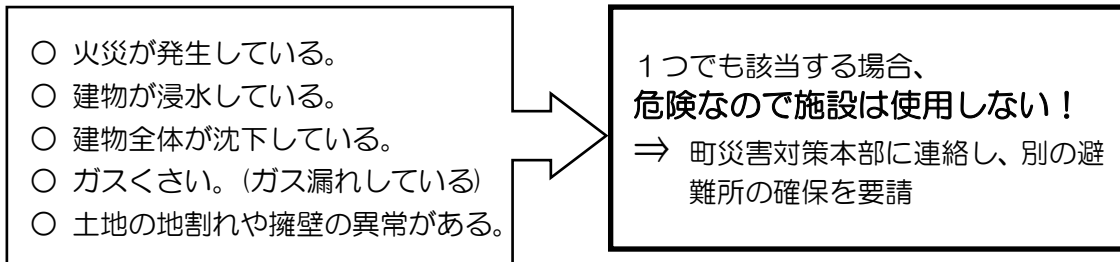 ○ 火災が発生している。
○ 建物が浸水している。
○ 建物全体が沈下している。
○ ガスくさい。(ガス漏れしている)
○ 土地の地割れや擁壁の異常がある。
１つでも該当する場合、
危険なので施設は使用しない！
⇒ 町災害対策本部に連絡し、別の避
難所の確保を要請